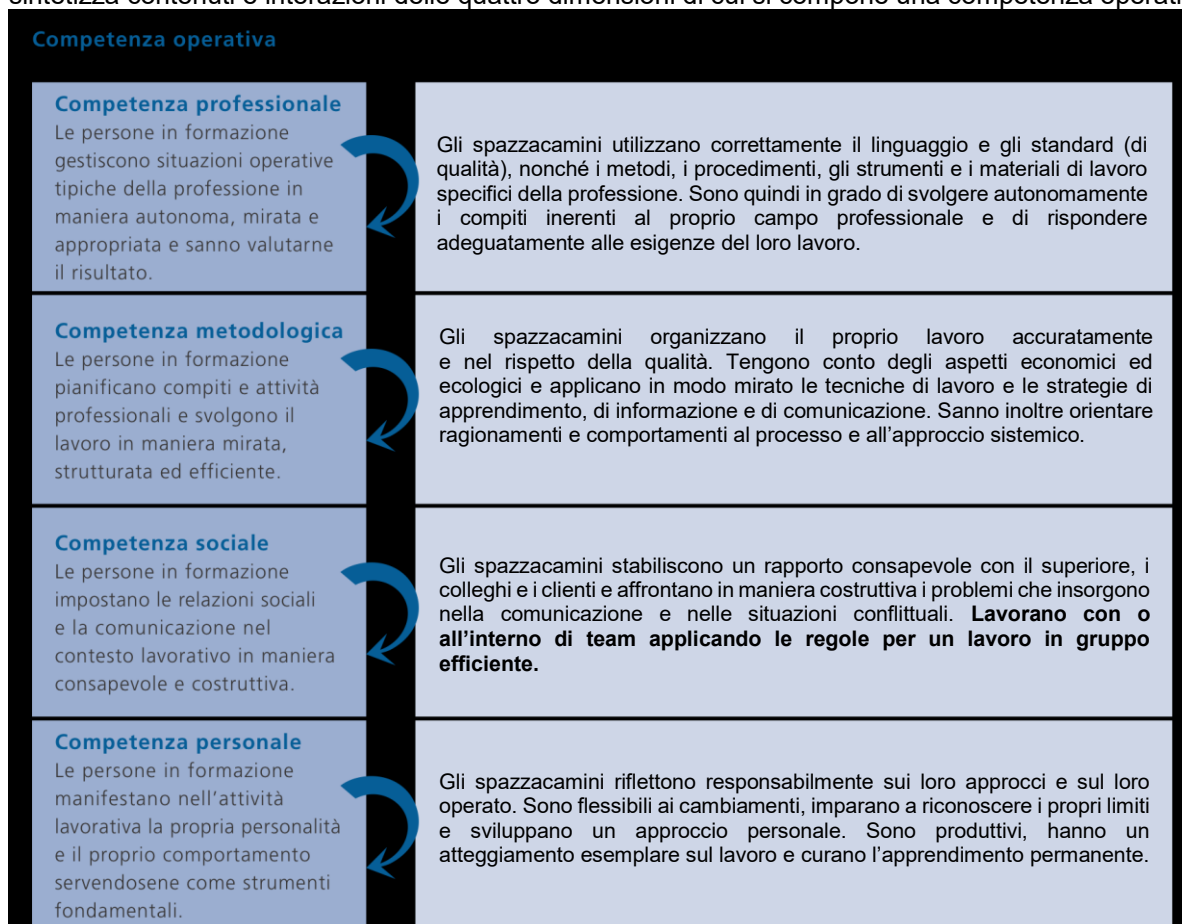 sintetizza contenuti e interazioni delle quattro dimensioni di cui si compone una competenza
Competenza operativa
Competenza professionale
Le persone in formazione
gestiscono situazioni operative
tipiche della professione in
maniera autonoma, mirata e
appropriata e sanno valutarne
il risultato.
Gli spazzacamini utilizzano correttamente il linguaggio e gli standard (di
qualità), nonché i metodi, i procedimenti, gli strumenti e i materiali di lavoro
specifici della professione. Sono quindi in grado di svolgere autonomamente
i compiti inerenti al proprio campo professionale e di rispondere
adeguatamente alle esigenze del loro lavoro.
Competenza metodologica
Le persone in formazione
pianificano compiti e attività
professionali e svolgono il
lavoro in maniera mirata,
strutturata ed efficiente.
Gli spazzacamini organizzano il proprio lavoro accuratamente
e nel rispetto della qualità. Tengono conto degli aspetti economici ed
ecologici e applicano in modo mirato le tecniche di lavoro e le strategie di
apprendimento, di informazione e di comunicazione. Sanno inoltre orientare
ragionamenti e comportamenti al processo e all’approccio sistemico.
Competenza sociale
Le persone in formazione
impostano le relazioni sociali
e la comunicazione nel
contesto lavorativo in maniera
consapevole e costruttiva.
Gli spazzacamini stabiliscono un rapporto consapevole con il superiore, i
colleghi e i clienti e affrontano in maniera costruttiva i problemi che insorgono
nella comunicazione e nelle situazioni conflittuali. Lavorano con o
all’interno di team applicando le regole per un lavoro in gruppo
efficiente.
Competenza personale
Le persone in formazione
manifestano nell’attività
lavorativa la propria personalità
e il proprio comportamento
servendosene come strumenti
fondamentali.
Gli spazzacamini riflettono responsabilmente sui loro approcci e sul loro
operato. Sono flessibili ai cambiamenti, imparano a riconoscere i propri limiti
e sviluppano un approccio personale. Sono produttivi, hanno un
atteggiamento esemplare sul lavoro e curano l’apprendimento permanente.